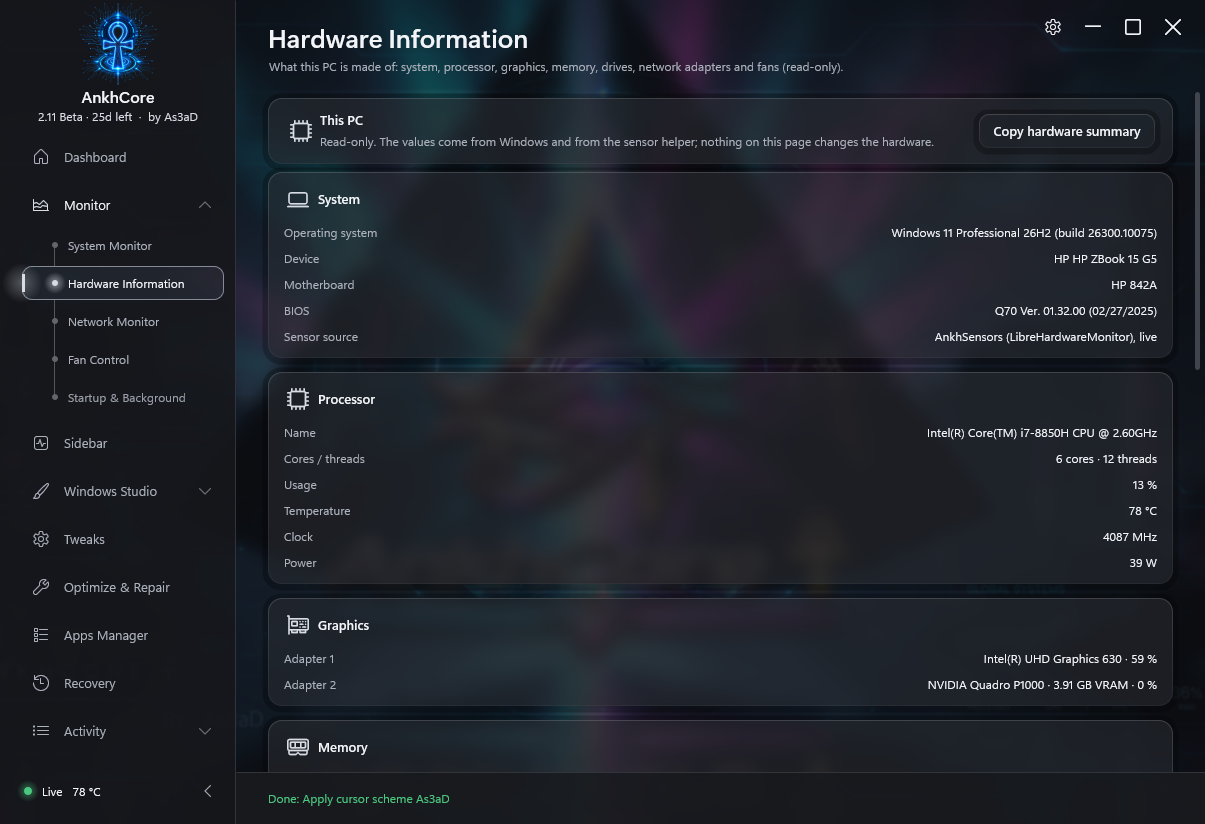 AnkhCore
2.11 Beta · 25d left · by As3aD
Dashboard
Monitor
System Monitor
Hardware Information
Network Monitor
Fan Control
Startup & Background
Sidebar
Windows Studio
Tweaks
Optimize & Repair
Apps Manager
Recovery
Activity
Live 78 °C
Hardware Information
What this PC is made of: system, processor, graphics, memory, drives, network adapters and fans (read-only).
This PC
Read-only. The values come from Windows and from the sensor helper; nothing on this page changes the hardware.
Copy hardware summary
System
Operating system Windows 11 Professional 26H2 (build 26300.10075)
Device HP HP ZBook 15 G5
Motherboard HP 842A
BIOS Q70 Ver. 01.32.00 (02/27/2025)
Sensor source AnkhSensors (LibreHardwareMonitor), live
Processor
Name Intel(R) Core(TM) i7-8850H CPU @ 2.60GHz
Cores / threads 6 cores · 12 threads
Usage 13 %
Temperature 78 °C
Clock 4087 MHz
Power 39 W
Graphics
Adapter 1 Intel(R) UHD Graphics 630 · 59 %
Adapter 2 NVIDIA Quadro P1000 · 3.91 GB VRAM · 0 %
Memory
Done: Apply cursor scheme As3aD